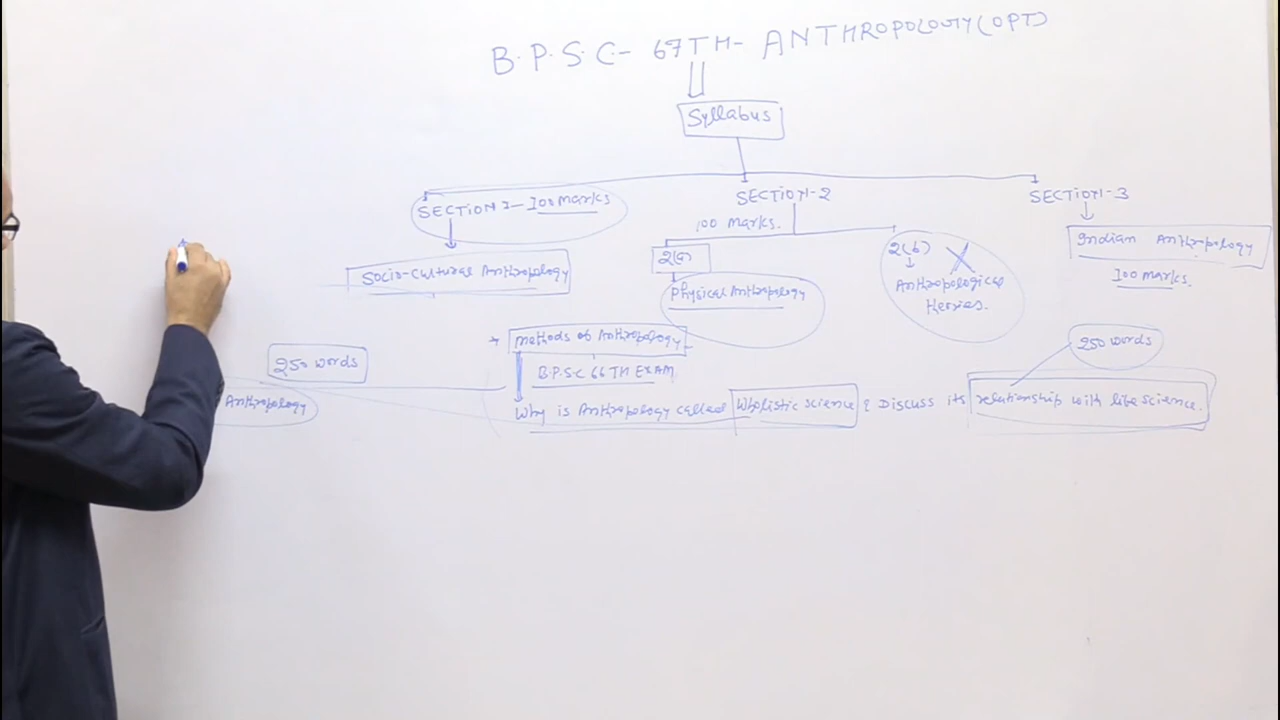 B.P.S.C- 67TH- ANTHROPOLOGY(OPT)
Syllabus
SECTION 1- 100 Marks
SECTION-2
SECTION-3
100 Marks.
Indian Anthropology
2(a)
2(b)
Socio-Cultural Anthropology
100 Marks.
Physical Anthropology
Anthropological
* Methods of Anthropology
250 words
250 words
B.P.S.C 66TH EXAM
Anthropology
Why is Anthropology called Wholistic science? Discuss its relationship with life science.